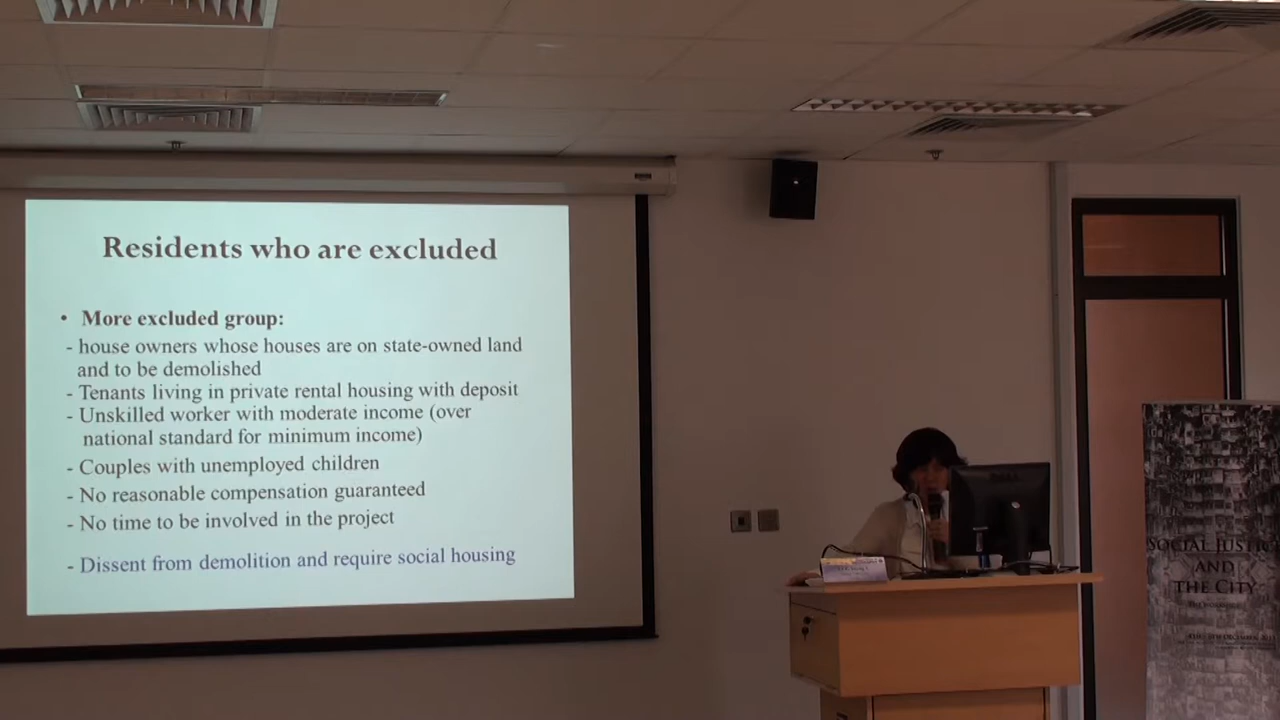 Residents who are excluded
• More excluded group:
- house owners whose houses are on state-owned land
and to be demolished
- Tenants living in private rental housing with deposit
- Unskilled worker with moderate income (over
national standard for minimum income)
- Couples with unemployed children
- No reasonable compensation guaranteed
- No time to be involved in the project
- Dissent from demolition and require social housing
SOCIAL JUSTIC
AND
THE CITY